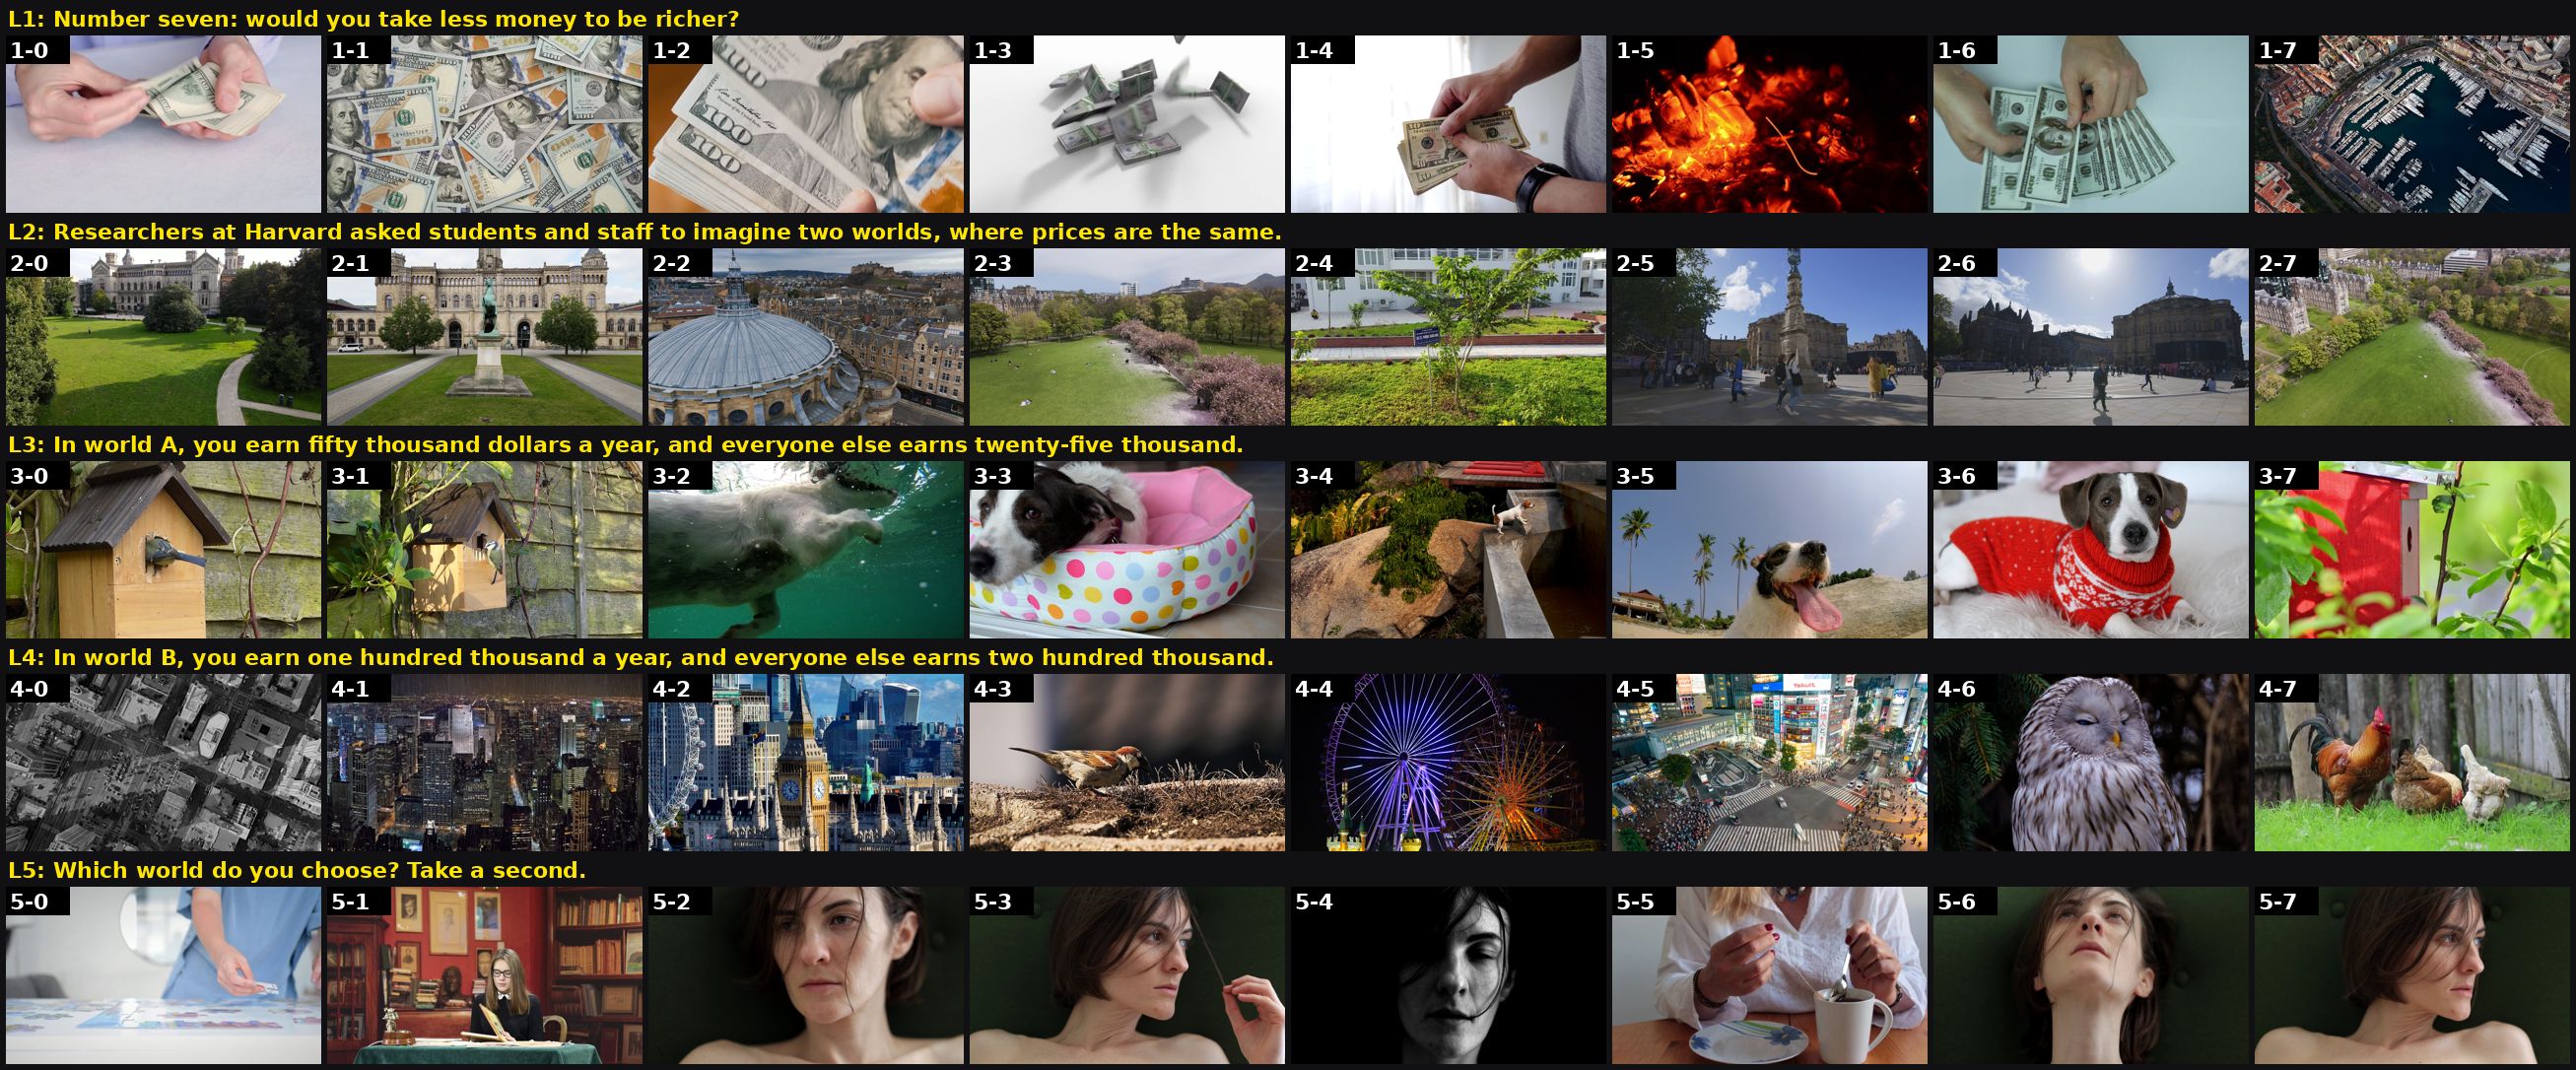 L1: Number seven: would you take less money to be richer?
1-0 1-1 1-2 1-3 1-4 1-5 1-6 1-7
L2: Researchers at Harvard asked students and staff to imagine two worlds, where prices are the same.
2-0 2-1 2-2 2-3 2-4 2-5 2-6 2-7
L3: In world A, you earn fifty thousand dollars a year, and everyone else earns twenty-five thousand.
3-0 3-1 3-2 3-3 3-4 3-5 3-6 3-7
L4: In world B, you earn one hundred thousand a year, and everyone else earns two hundred thousand.
4-0 4-1 4-2 4-3 4-4 4-5 4-6 4-7
L5: Which world do you choose? Take a second.
5-0 5-1 5-2 5-3 5-4 5-5 5-6 5-7